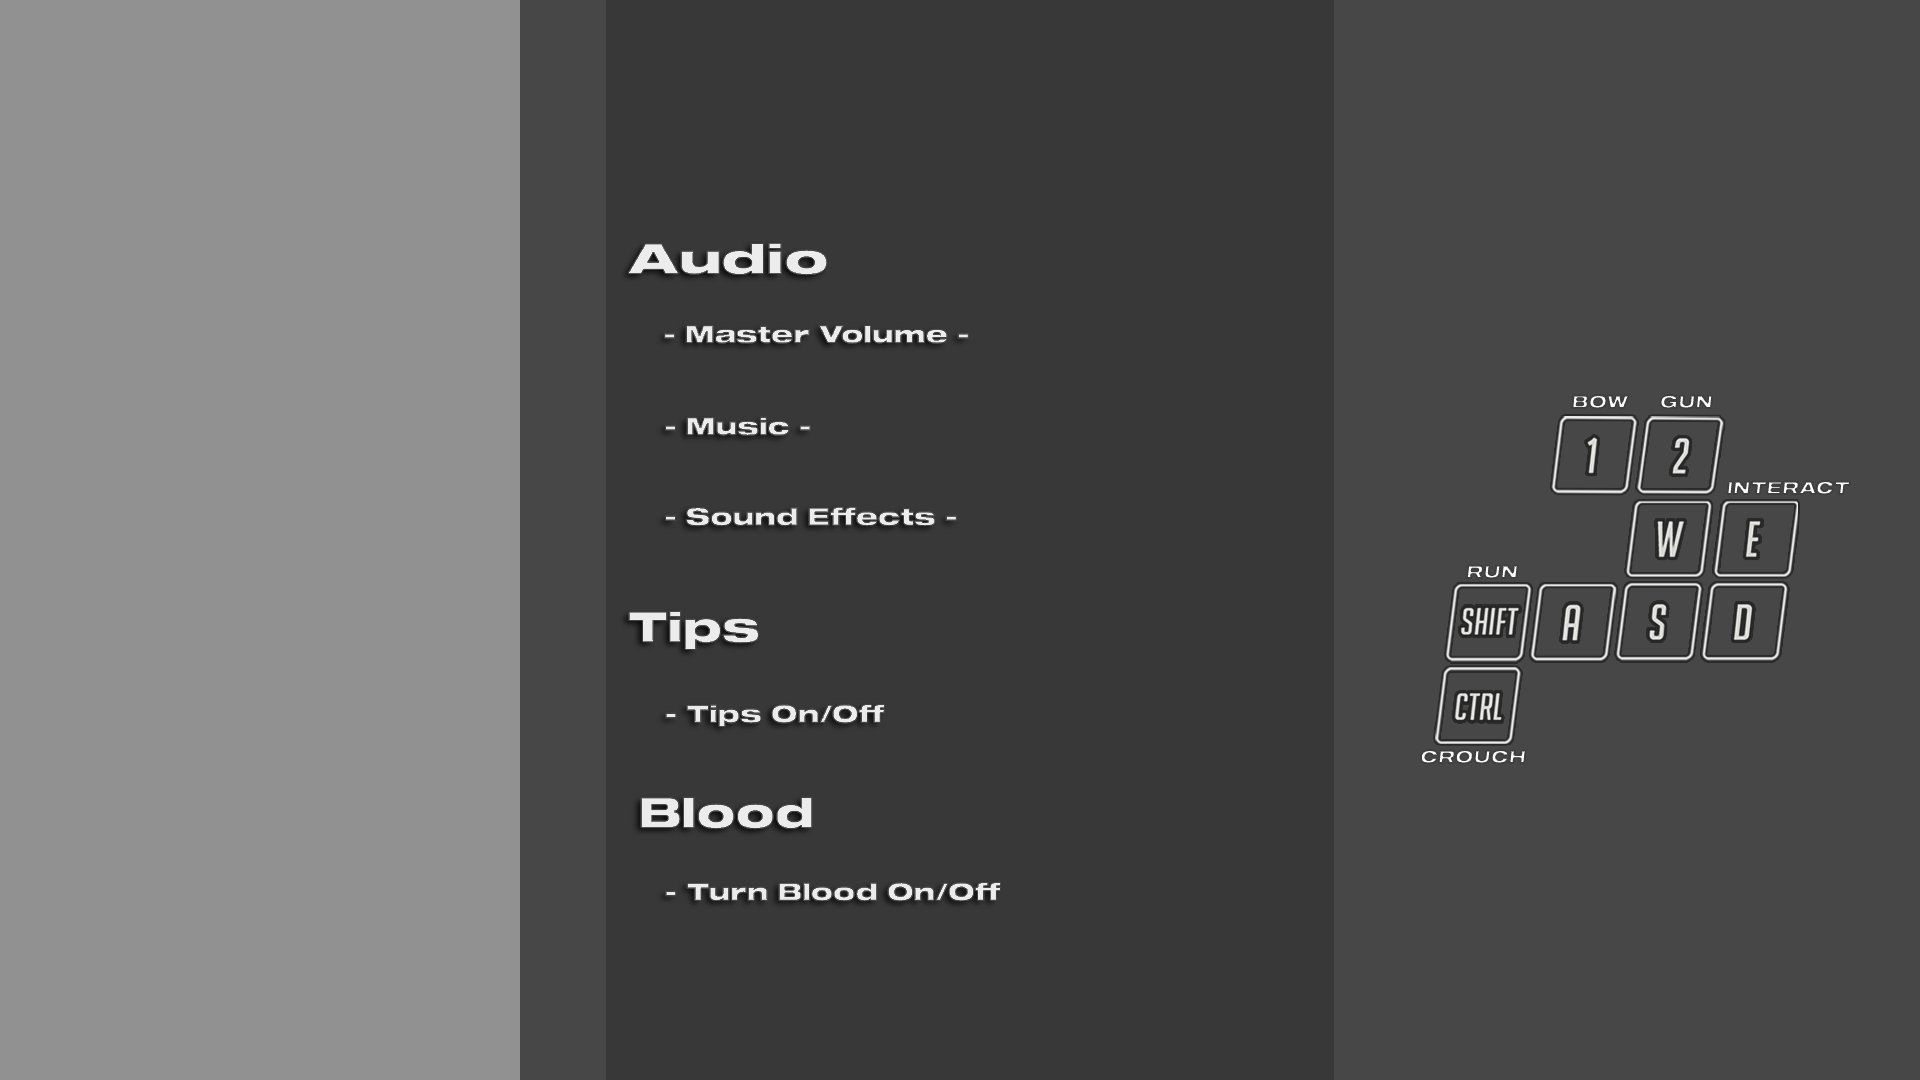 Audio
- Master Volume -
- Music -
- Sound Effects -
Tips
- Tips On/Off
Blood
- Turn Blood On/Off
BOW GUN
1 2
INTERACT
W E
RUN
SHIFT A S D
CTRL
CROUCH